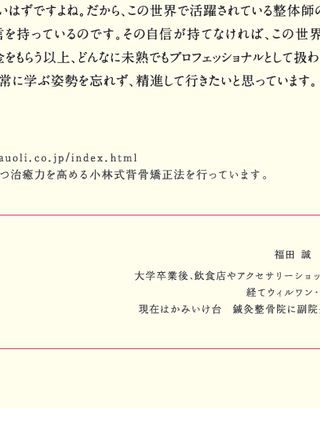 いはずですよね。だから、この世界で活躍されている整体師の
信を持っているのです。その自信が持てなければ、この世界
金をもらう以上、どんなに未熟でもプロフェッショナルとして扱わ
常に学ぶ姿勢を忘れず、精進して行きたいと思っています。
auoli.co.jp/index.html
つ治癒力を高める小林式背骨矯正法を行っています。
福田 誠
大学卒業後、飲食店やアクセサリーショッ
経てウィルワン・
現在はかみいけ台 鍼灸整骨院に副院